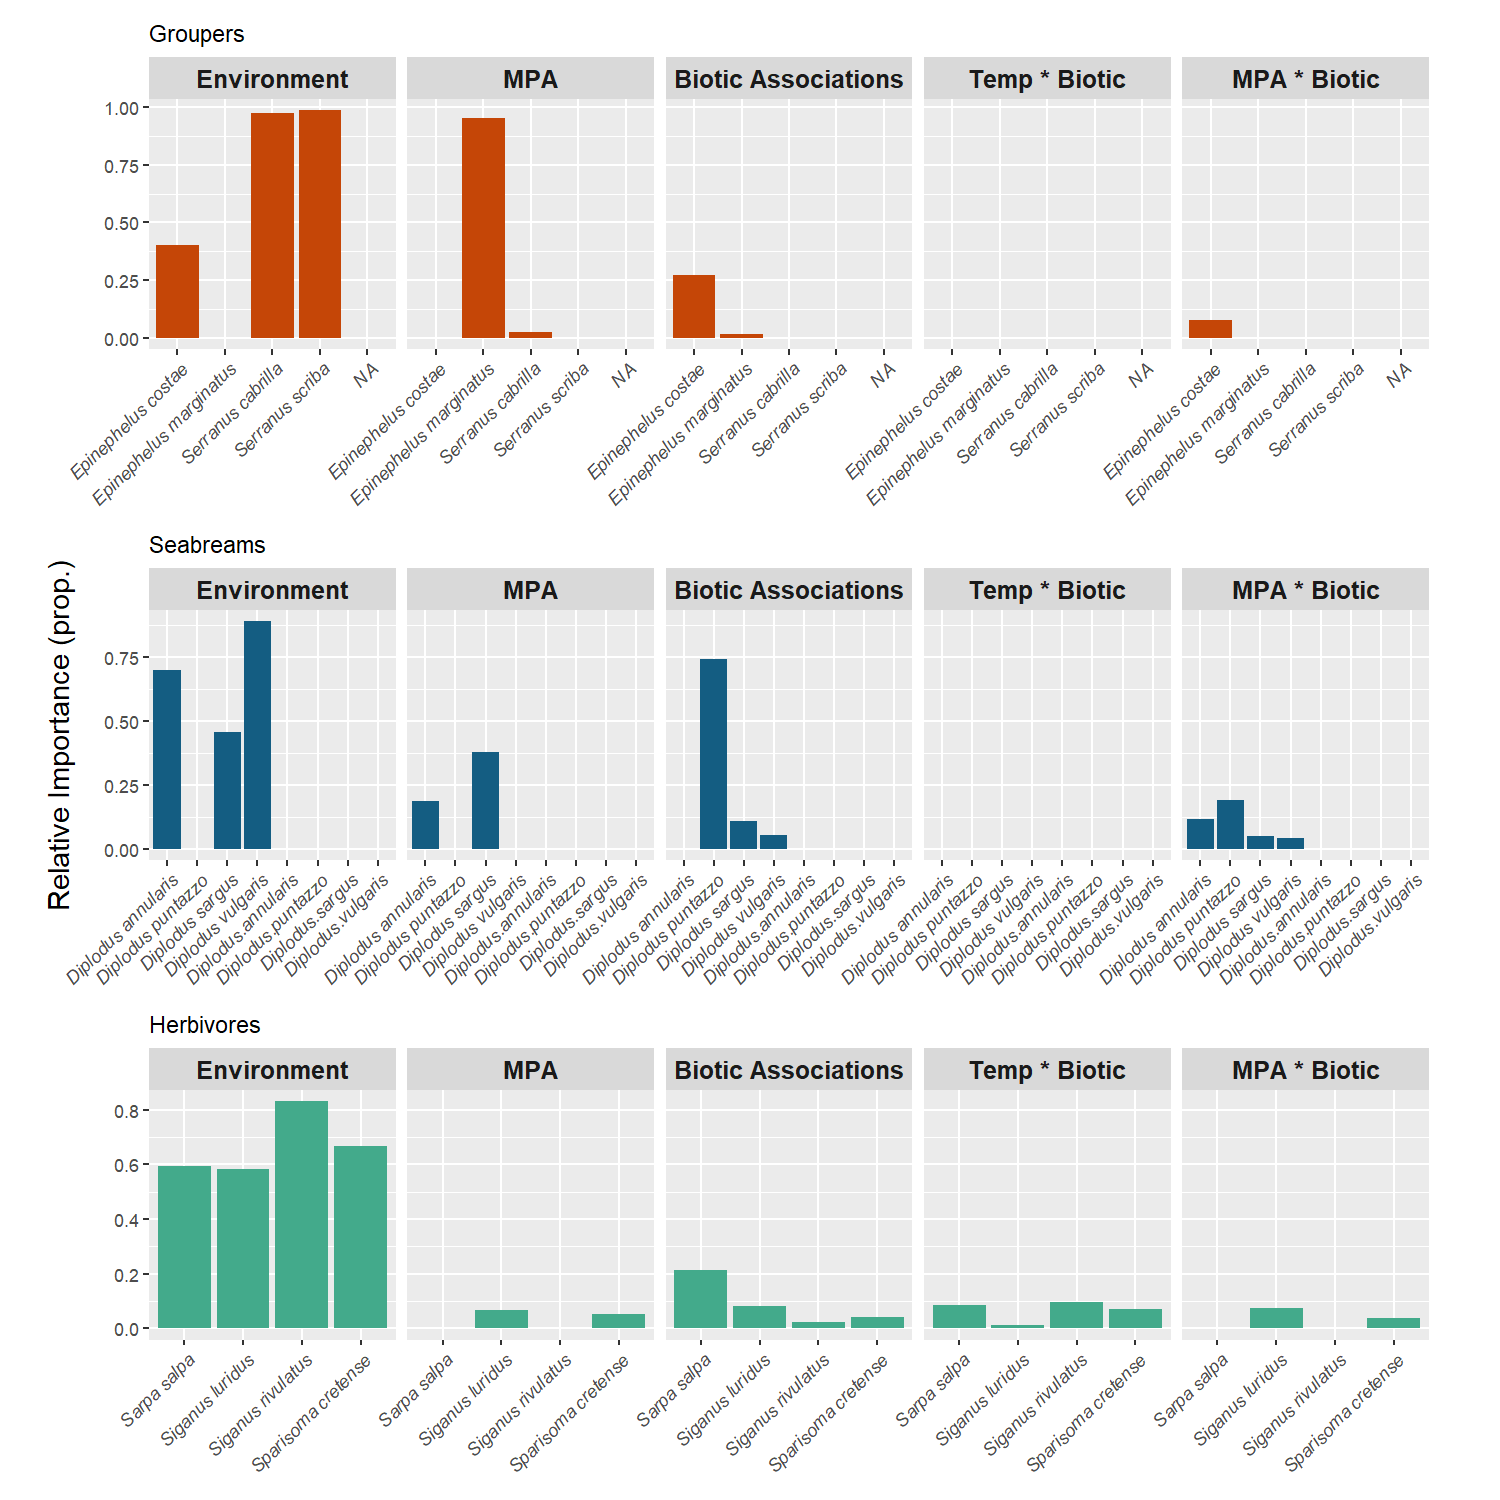 Groupers
Environment MPA Biotic Associations Temp * Biotic MPA * Biotic
1.00
0.75
0.50
0.25
0.00
Epinephelus costae Epinephelus marginatus Serranus cabrilla Serranus scriba NA Epinephelus costae Epinephelus marginatus Serranus cabrilla Serranus scriba NA Epinephelus costae Epinephelus marginatus Serranus cabrilla Serranus scriba NA Epinephelus costae Epinephelus marginatus Serranus cabrilla Serranus scriba NA Epinephelus costae Epinephelus marginatus Serranus cabrilla Serranus scriba NA
Relative Importance (prop.)
Seabreams
Environment MPA Biotic Associations Temp * Biotic MPA * Biotic
0.75
0.50
0.25
0.00
Diplodus annularis Diplodus puntazzo Diplodus sargus Diplodus vulgaris Diplodus.annularis Diplodus.puntazzo Diplodus.sargus Diplodus.vulgaris Diplodus annularis Diplodus puntazzo Diplodus sargus Diplodus vulgaris Diplodus.annularis Diplodus.puntazzo Diplodus.sargus Diplodus.vulgaris Diplodus annularis Diplodus puntazzo Diplodus sargus Diplodus vulgaris Diplodus.annularis Diplodus.puntazzo Diplodus.sargus Diplodus.vulgaris Diplodus annularis Diplodus puntazzo Diplodus sargus Diplodus vulgaris Diplodus.annularis Diplodus.puntazzo Diplodus.sargus Diplodus.vulgaris Diplodus annularis Diplodus puntazzo Diplodus sargus Diplodus vulgaris Diplodus.annularis Diplodus.puntazzo Diplodus.sargus Diplodus.vulgaris
Herbivores
Environment MPA Biotic Associations Temp * Biotic MPA * Biotic
0.8
0.6
0.4
0.2
0.0
Sarpa salpa Siganus luridus Siganus rivulatus Sparisoma cretense Sarpa salpa Siganus luridus Siganus rivulatus Sparisoma cretense Sarpa salpa Siganus luridus Siganus rivulatus Sparisoma cretense Sarpa salpa Siganus luridus Siganus rivulatus Sparisoma cretense Sarpa salpa Siganus luridus Siganus rivulatus Sparisoma cretense